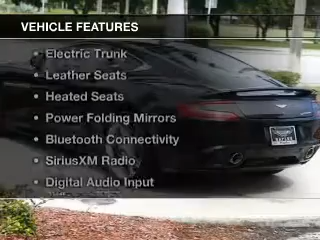 VEHICLE FEATURES
• Electric Trunk
• Leather Seats
• Heated Seats
• Power Folding Mirrors
• Bluetooth Connectivity
• SiriusXM Radio
• Digital Audio Input